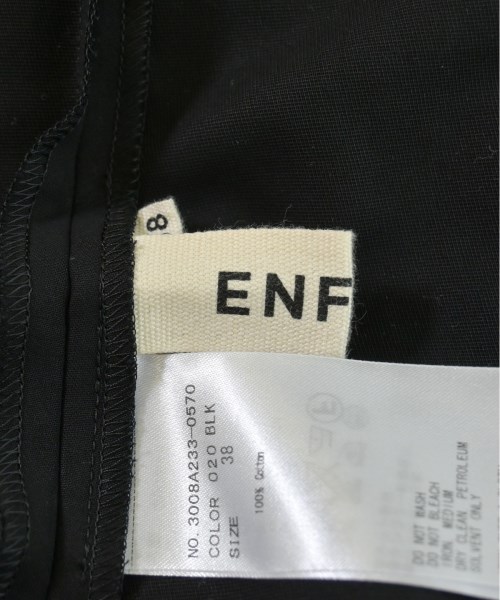 8
ENF
NO. 3008A233-0570
COLOR 020 BLK
SIZE 38
100% Cotton
DO NOT WASH
DO NOT BLEACH
IRON MEDIUM
DRY CLEAN PETROLEUM
SOLVENT ONLY